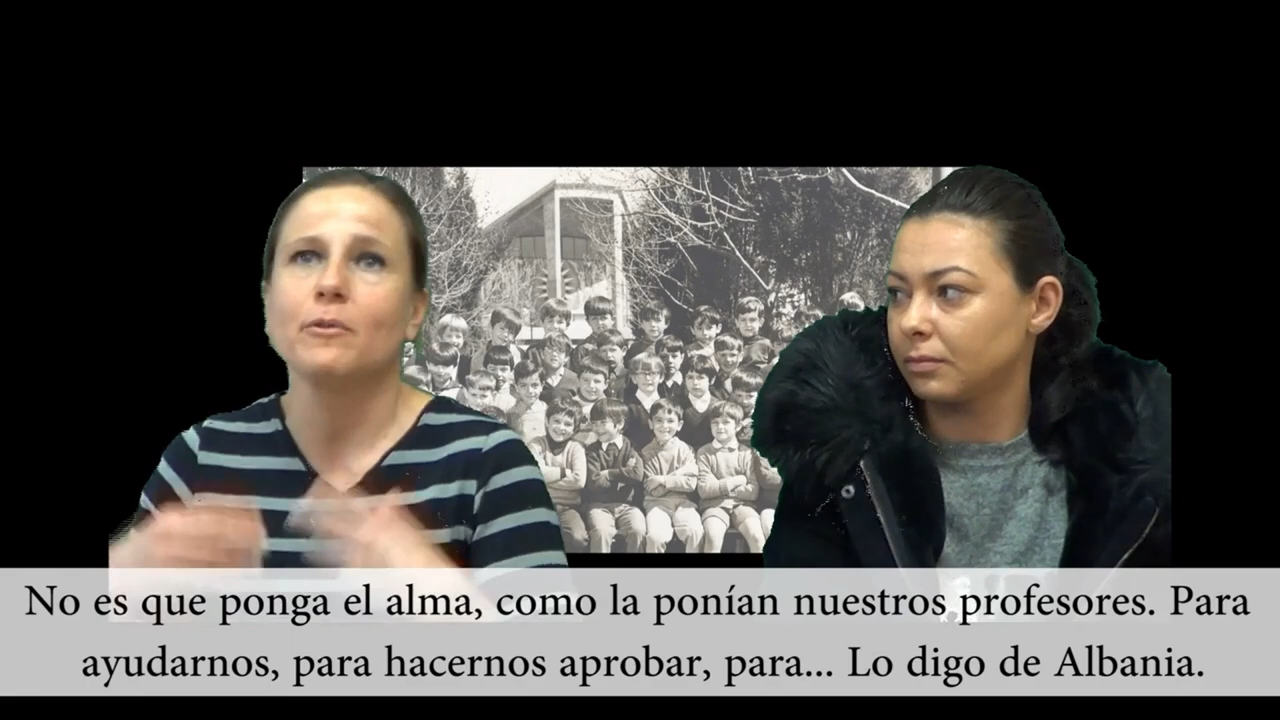 No es que ponga el alma, como la ponían nuestros profesores. Para
ayudarnos, para hacernos aprobar, para... Lo digo de Albania.